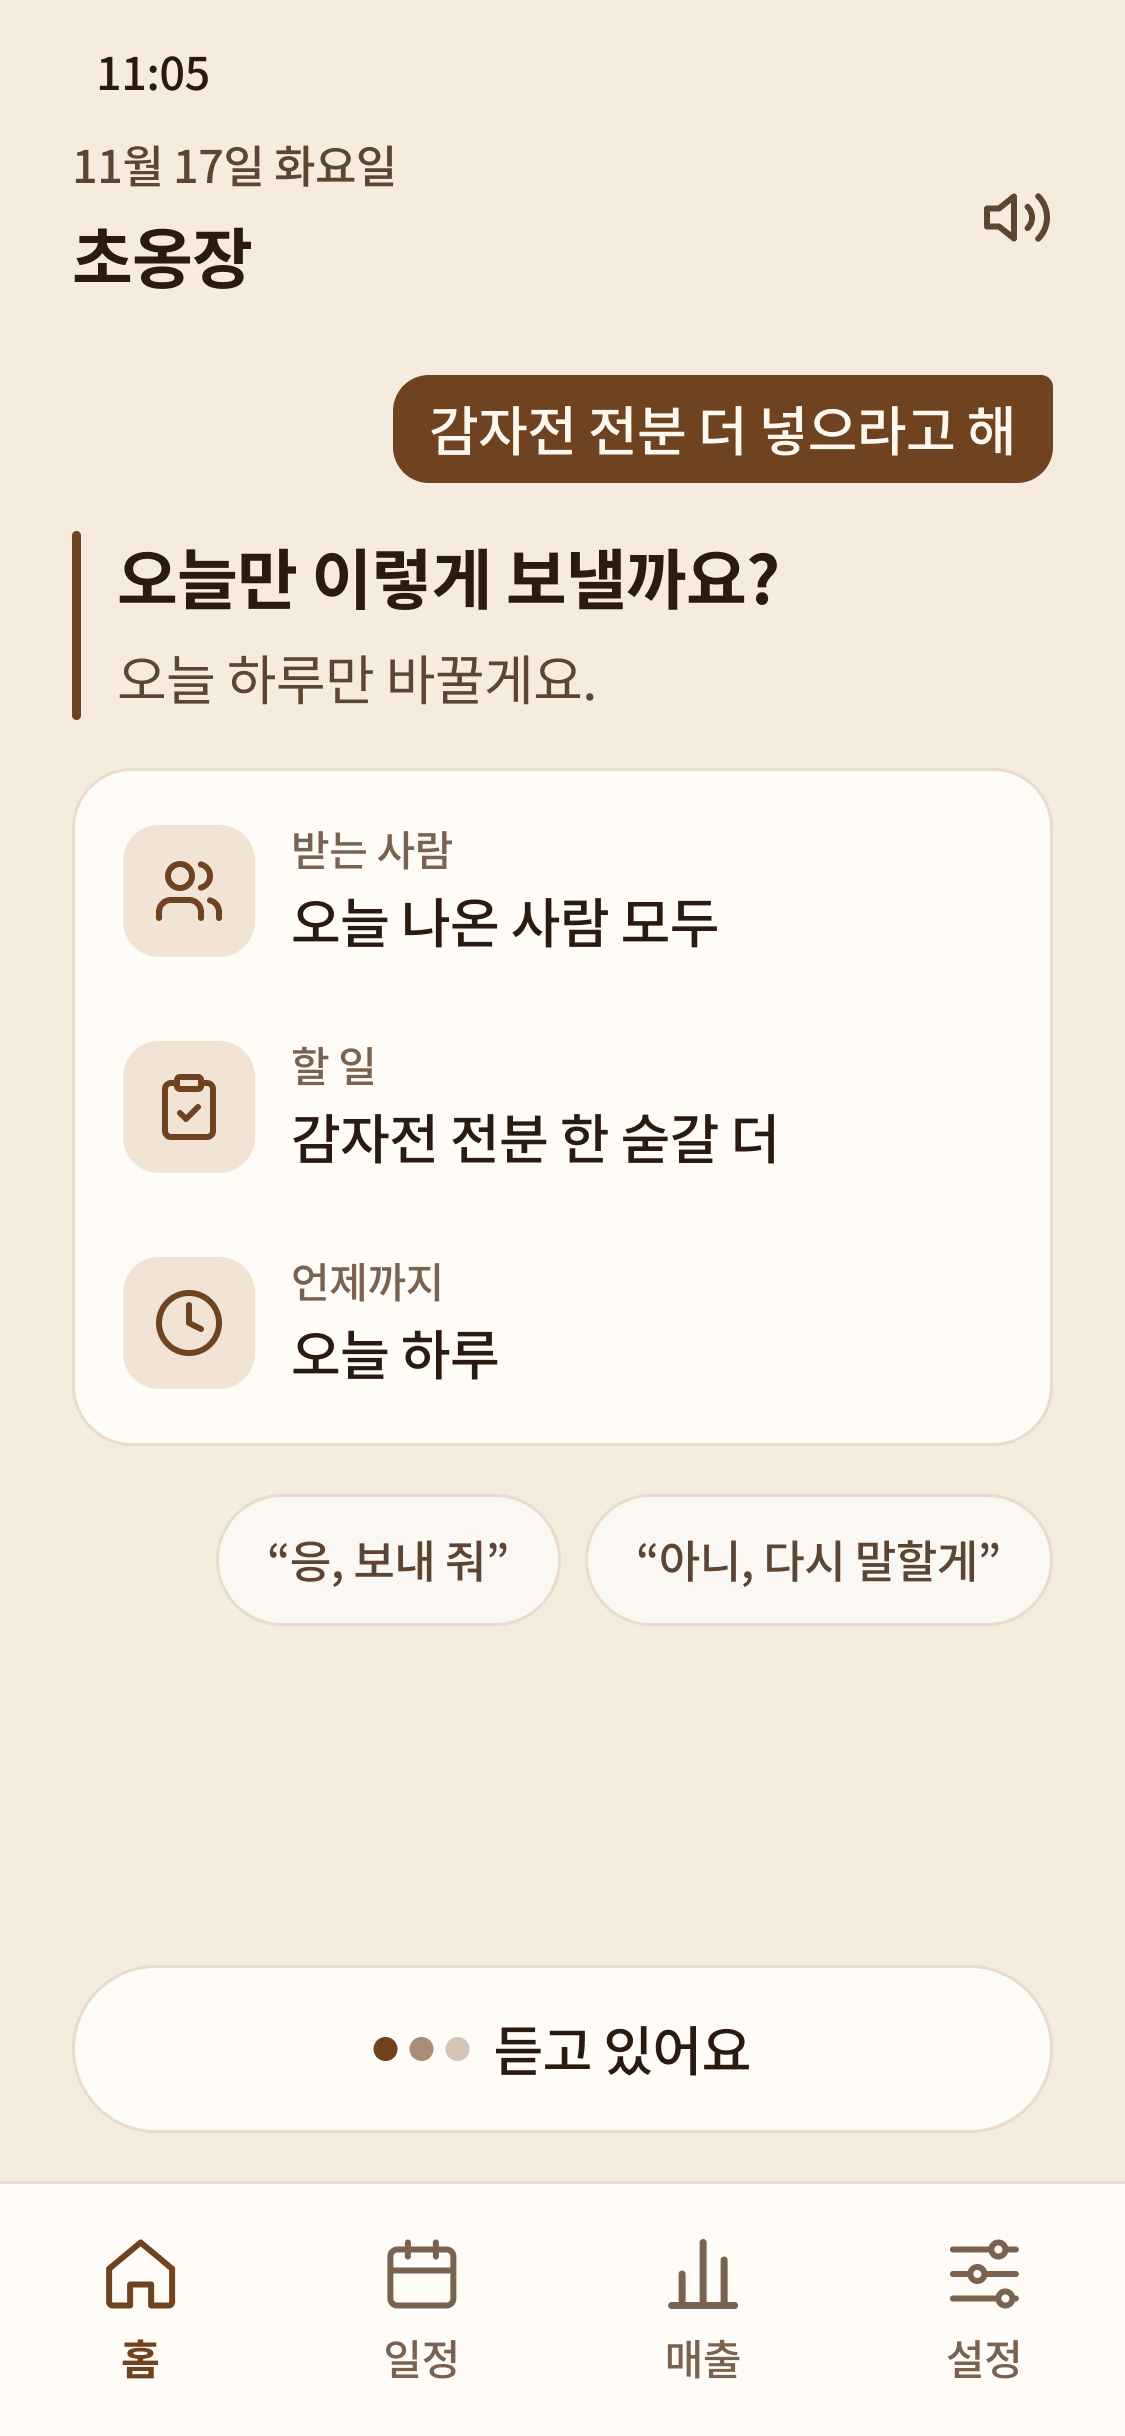 11:05
11월 17일 화요일
초옹장
감자전 전분 더 넣으라고 해
오늘만 이렇게 보낼까요?
오늘 하루만 바꿀게요.
받는 사람
오늘 나온 사람 모두
할 일
감자전 전분 한 숟갈 더
언제까지
오늘 하루
“응, 보내 줘” “아니, 다시 말할게”
듣고 있어요
홈 일정 매출 설정